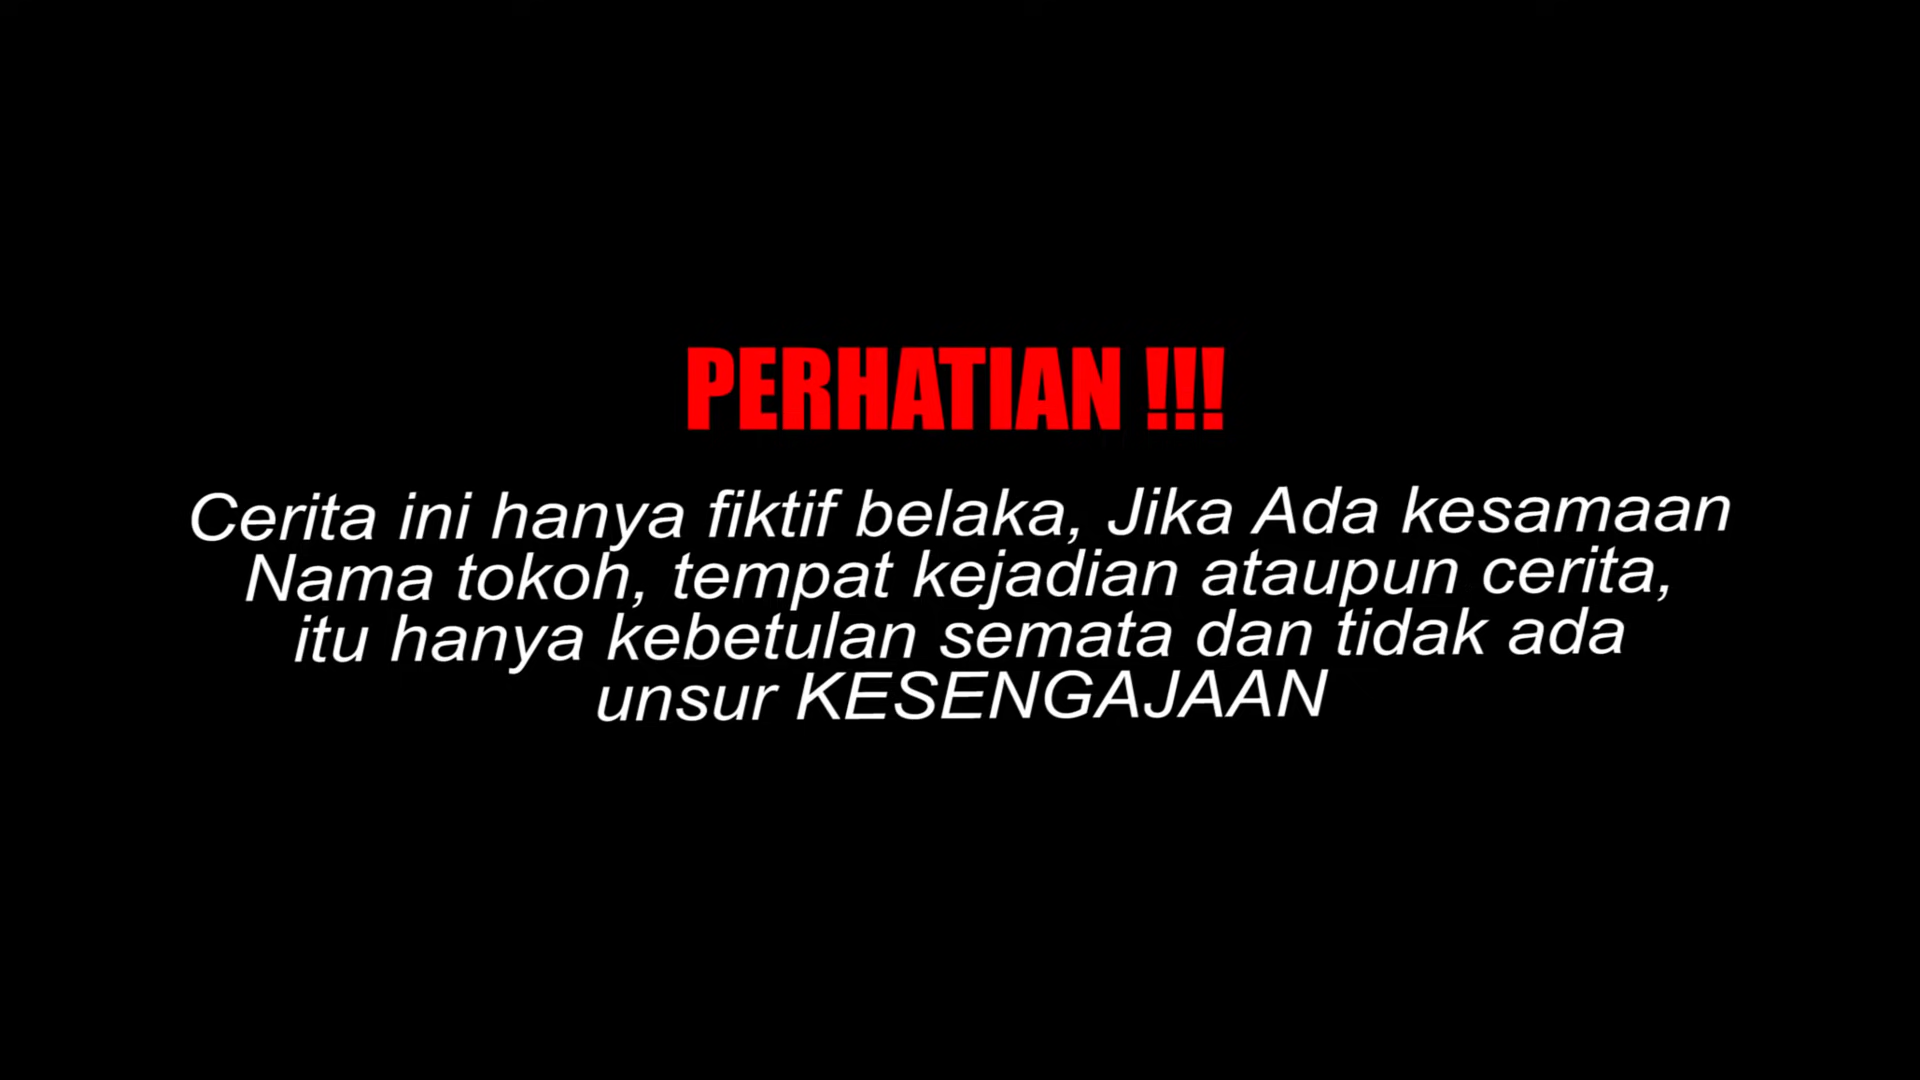 PERHATIAN !!!
Cerita ini hanya fiktif belaka, Jika Ada kesamaan
Nama tokoh, tempat kejadian ataupun cerita,
itu hanya kebetulan semata dan tidak ada
unsur KESENGAJAAN